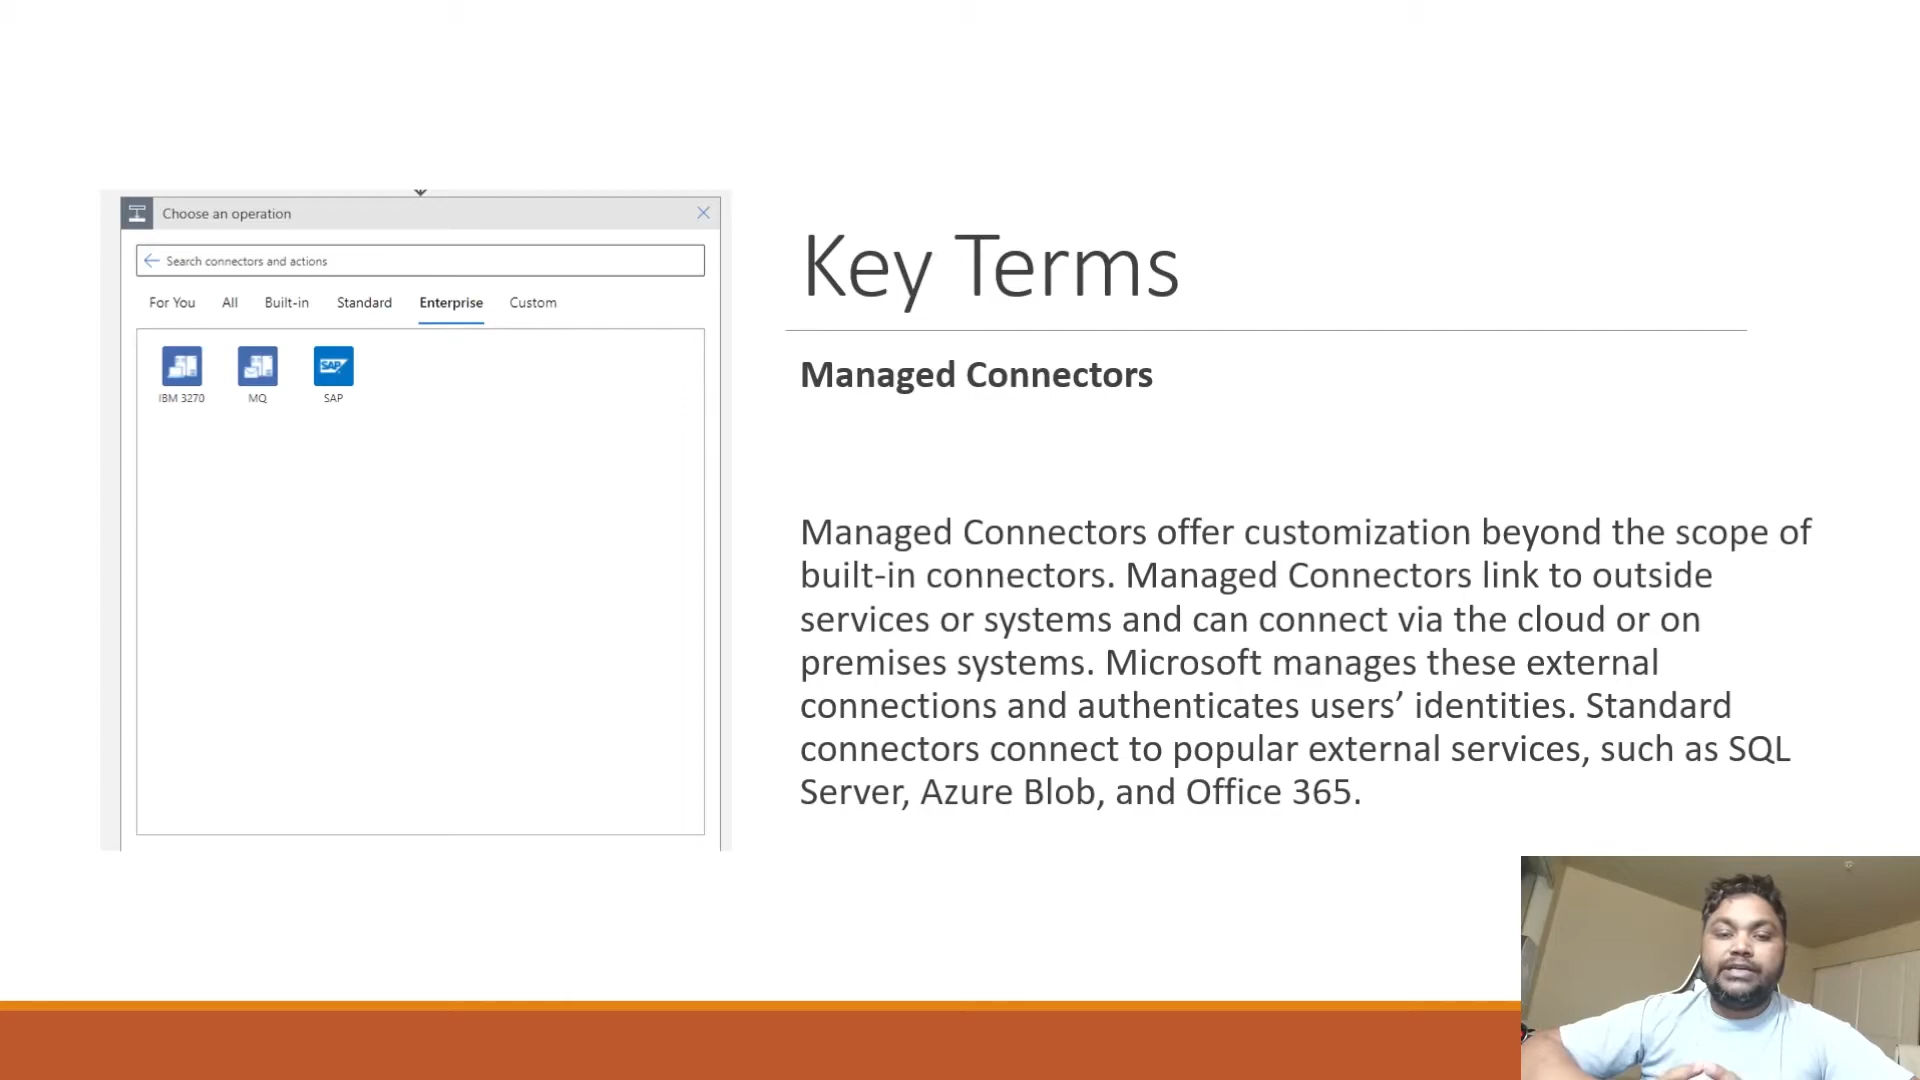 Choose an operation
Search connectors and actions
For You All Built-in Standard Enterprise Custom
SAP
IBM 3270 MQ SAP
Key Terms
Managed Connectors
Managed Connectors offer customization beyond the scope of
built-in connectors. Managed Connectors link to outside
services or systems and can connect via the cloud or on
premises systems. Microsoft manages these external
connections and authenticates users’ identities. Standard
connectors connect to popular external services, such as SQL
Server, Azure Blob, and Office 365.